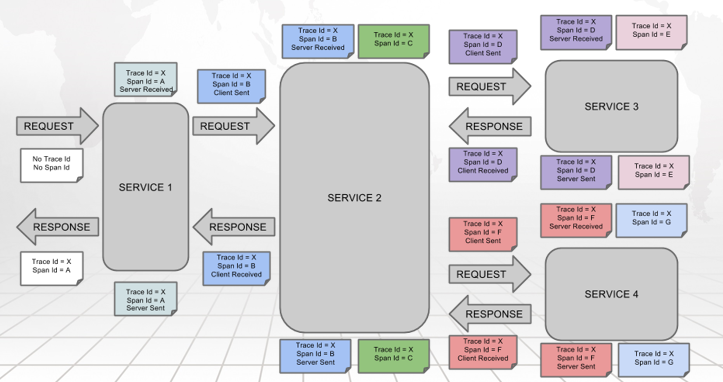 Trace Id = X
Span Id = B
Server Received
Span Id = C
Trace Id = X
Trace Id = X
Span Id = D
Client Sent
Trace Id = X
Span Id = D
Server Received
Trace Id = X
Span Id = E
Trace Id = X
Span Id = A
Server Received
Trace Id = X
Span Id = B
Client Sent
REQUEST
REQUEST
REQUEST
RESPONSE
SERVICE 3
No Trace Id
No Span Id
SERVICE 1
SERVICE 2
Trace Id = X
Span Id = D
Client Received
Trace Id = X
Span Id = D
Server Sent
Trace Id = X
Span Id = E
RESPONSE
RESPONSE
Trace Id = X
Span Id = F
Client Sent
Trace Id = X
Span Id = F
Server Received
Trace Id = X
Span Id = G
Trace Id = X
Span Id = A
Trace Id = X
Span Id = B
Client Received
REQUEST
RESPONSE
SERVICE 4
Trace Id = X
Span Id = A
Server Sent
Trace Id = X
Span Id = B
Server Sent
Trace Id = X
Span Id = C
Trace Id = X
Span Id = F
Client Received
Trace Id = X
Span Id = F
Server Sent
Trace Id = X
Span Id = G